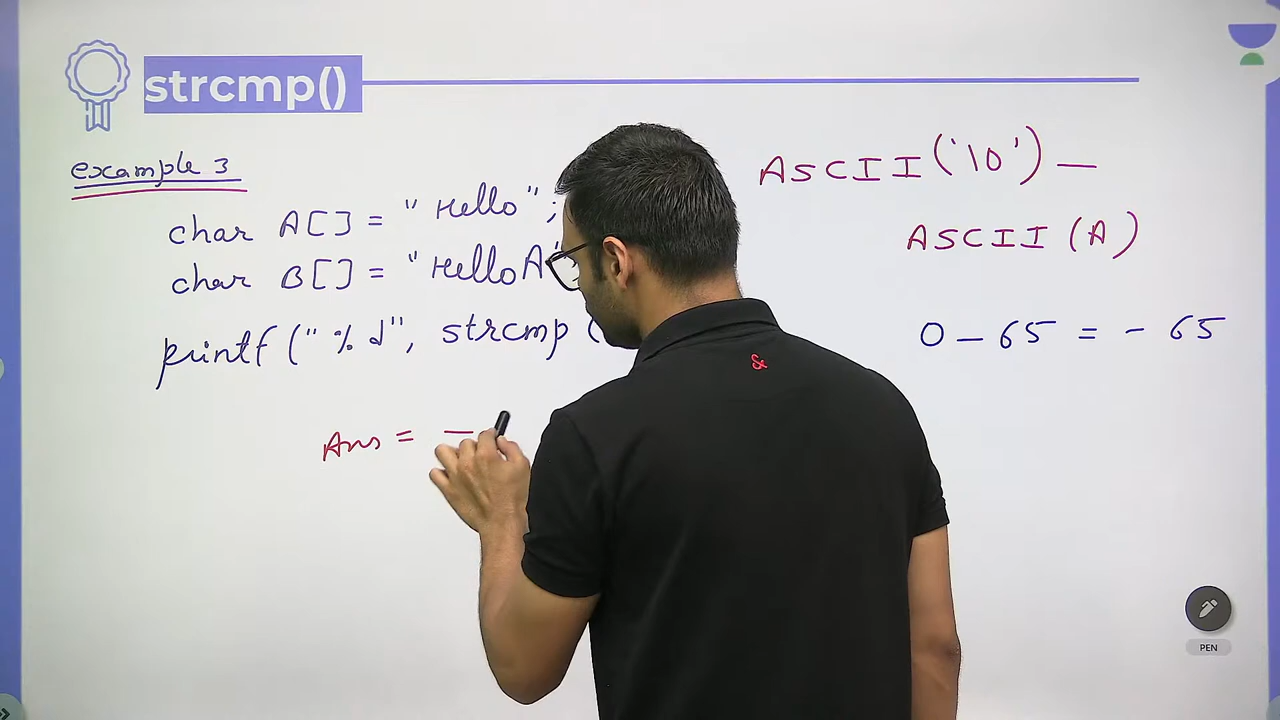 strcmp()
example 3
char A[] = "Hello";
char B[] = "HelloA"
printf ("%d", strcmp (
Ans = —
ASCII('\0') —
ASCII (A)
0 – 65 = - 65
PEN